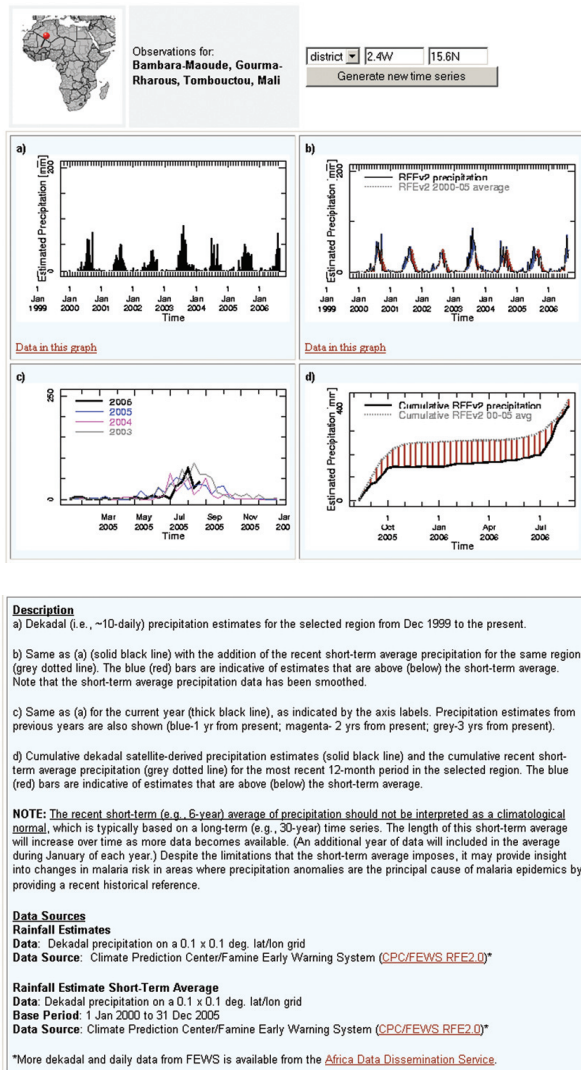 Observations for:
Bambara-Maoude, Gourma-
Rharous, Tombouctou, Mali
district 2.4W 15.6N
Generate new time series
a)
Estimated Precipitation [mm]
200
0
1 1 1 1 1 1 1 1
Jan Jan Jan Jan Jan Jan Jan Jan
1999 2000 2001 2002 2003 2004 2005 2006
Time
Data in this graph
b)
RFEv2 precipitation
RFEv2 2000-05 average
Estimated Precipitation [mm]
200
0
1 1 1 1 1 1 1 1
Jan Jan Jan Jan Jan Jan Jan Jan
1999 2000 2001 2002 2003 2004 2005 2006
Time
Data in this graph
c)
2006
2005
2004
2003
Estimated Precipitation [mm]
250
0
Mar May Jul Sep Nov Jan
2005 2005 2005 2005 2005 200
Time
d)
Cumulative RFEv2 precipitation
Cumulative RFEv2 00-05 avg
Estimated Precipitation [mm]
400
0
1 1 1 1
Oct Jan Apr Jul
2005 2006 2006 2006
Time
Description
a) Dekadal (i.e., ~10-daily) precipitation estimates for the selected region from Dec 1999 to the present.
b) Same as (a) (solid black line) with the addition of the recent short-term average precipitation for the same region
(grey dotted line). The blue (red) bars are indicative of estimates that are above (below) the short-term average.
Note that the short-term average precipitation data has been smoothed.
c) Same as (a) for the current year (thick black line), as indicated by the axis labels. Precipitation estimates from
previous years are also shown (blue-1 yr from present; magenta- 2 yrs from present; grey-3 yrs from present).
d) Cumulative dekadal satellite-derived precipitation estimates (solid black line) and the cumulative recent short-
term average precipitation (grey dotted line) for the most recent 12-month period in the selected region. The blue
(red) bars are indicative of estimates that are above (below) the short-term average.
NOTE: The recent short-term (e.g., 6-year) average of precipitation should not be interpreted as a climatological
normal, which is typically based on a long-term (e.g., 30-year) time series. The length of this short-term average
will increase over time as more data becomes available. (An additional year of data will included in the average
during January of each year.) Despite the limitations that the short-term average imposes, it may provide insight
into changes in malaria risk in areas where precipitation anomalies are the principal cause of malaria epidemics by
providing a recent historical reference.
Data Sources
Rainfall Estimates
Data: Dekadal precipitation on a 0.1 x 0.1 deg. lat/lon grid
Data Source: Climate Prediction Center/Famine Early Warning System (CPC/FEWS RFE2.0)*
Rainfall Estimate Short-Term Average
Data: Dekadal precipitation on a 0.1 x 0.1 deg. lat/lon grid
Base Period: 1 Jan 2000 to 31 Dec 2005
Data Source: Climate Prediction Center/Famine Early Warning System (CPC/FEWS RFE2.0)*
*More dekadal and daily data from FEWS is available from the Africa Data Dissemination Service.